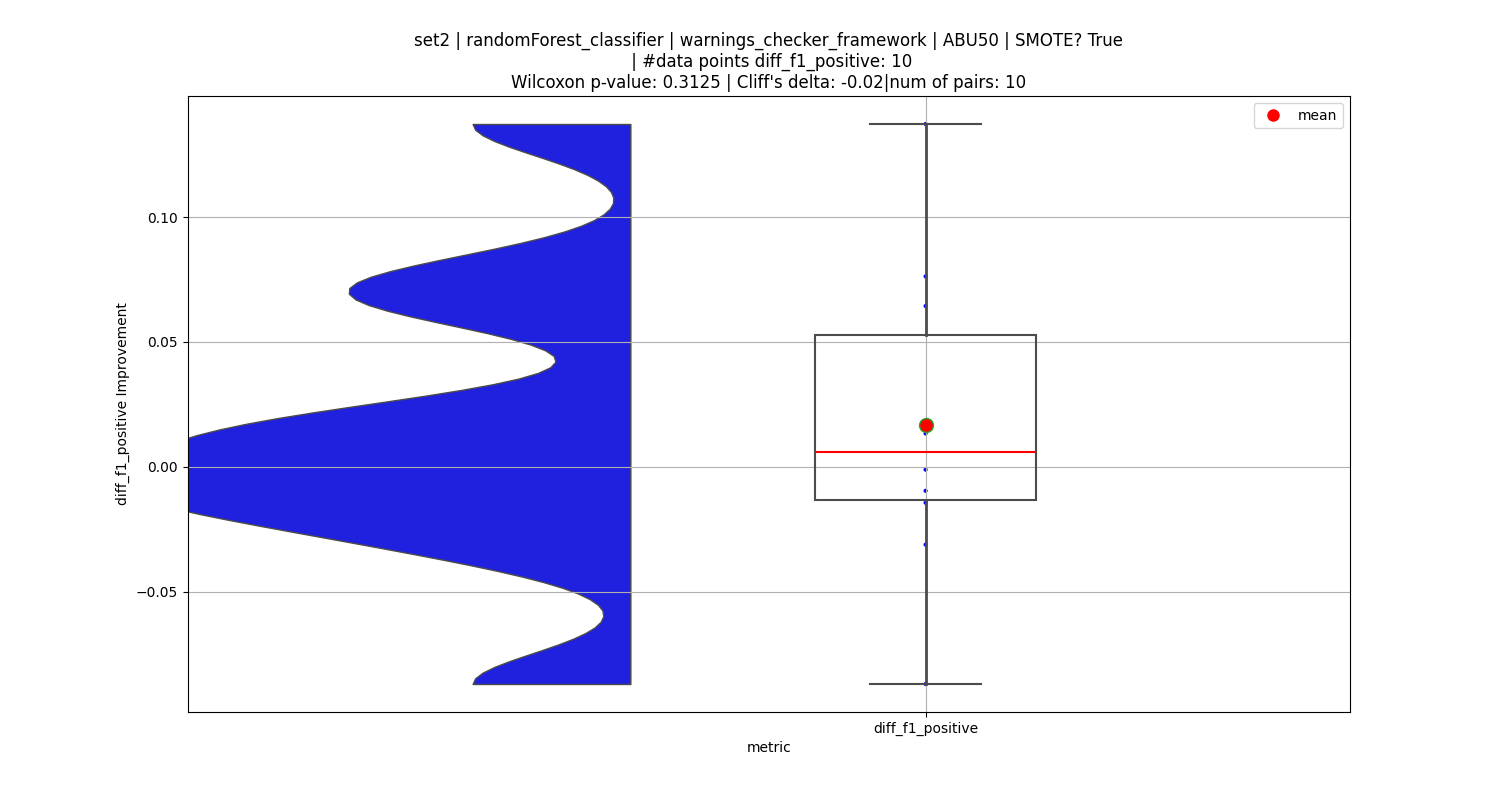 set2 | randomForest_classifier | warnings_checker_framework | ABU50 | SMOTE? True
| #data points diff_f1_positive: 10
Wilcoxon p-value: 0.3125 | Cliff's delta: -0.02|num of pairs: 10
mean
0.10
0.05
0.00
−0.05
diff_f1_positive Improvement
diff_f1_positive
metric